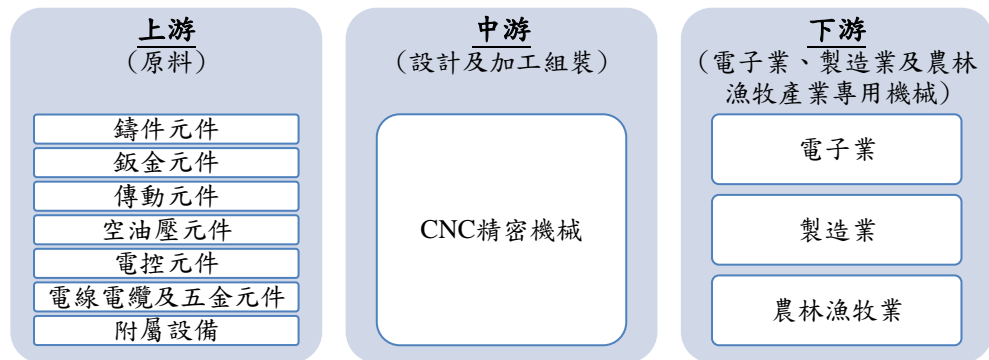 上游
（原料）
鑄件元件
鈑金元件
傳動元件
空油壓元件
電控元件
電線電纜及五金元件
附屬設備
中游
（設計及加工組裝）
CNC精密機械
下游
（電子業、製造業及農林
漁牧產業專用機械）
電子業
製造業
農林漁牧業